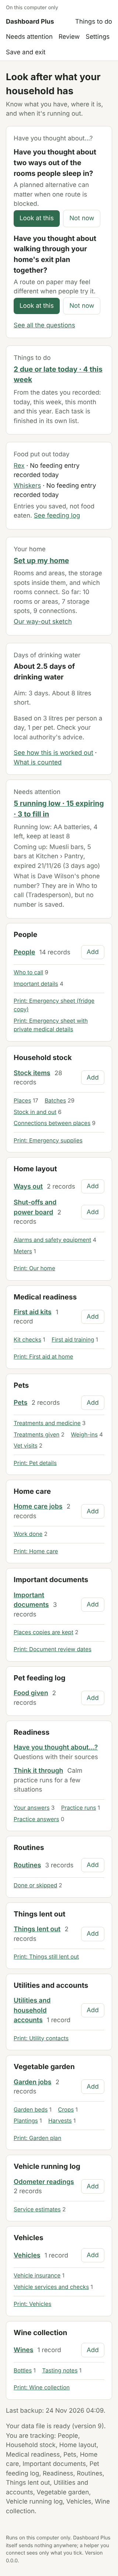 On this computer only
Dashboard Plus
Things to do
Needs attention
Review
Settings
Save and exit
Look after what your
household has
Know what you have, where it is,
and when it is done.
Have you thought about...?
Have you thought about
two ways out of the
rooms people sleep in?
A planned alternative can
matter when one route is
blocked.
Look at this
Not now
Have you thought about
walking through your
home's exit plan
together?
A route on paper may feel
different when people try it.
Look at this
Not now
See all the questions
Things to do
2 due or late today · 4 this
week
From the dates you recorded:
today, this week, this month
and this year. Each task is
finished in its own list.
Food put out today
Rex · No feeding entry
recorded today
Whiskers · No feeding entry
recorded today
Entries you saved, not food
eaten. See feeding log
Your home
Set up my home
Rooms and areas, the storage
spots inside them, and which
rooms connect. So far: 10
rooms or areas, 7 storage
spots, 9 connections.
Our way-out sketch
Days of drinking water
About 2.5 days of
drinking water
Aim: 3 days. About 8 litres
short.
Based on 3 litres per person a
day, 1 per pet. Check your
local authority's advice.
See how this is worked out ·
What is counted
Needs attention
5 running low · 15 expiring
· 3 to fill in
Running low: AA batteries, 4
left, keep at least 8
Coming up: Muesli bars, 5
bars at Kitchen › Pantry,
expired 21/11/26 (3 days ago)
What is Dave Wilson's phone
number? They are in Who to
call (Tradesperson), but no
number is saved.
People
People 14 records
Add
Who to call 9
Important details 4
Print: Emergency sheet (fridge
copy)
Print: Emergency sheet with
private medical details
Household stock
Stock items 28
records
Add
Places 17 Batches 29
Stock in and out 6
Connections between places 9
Print: Emergency supplies
Home layout
Ways out 2 records
Add
Shut-offs and
power board 2
records
Add
Alarms and safety equipment 4
Meters 1
Print: Our home
Medical readiness
First aid kits 1
record
Add
Kit checks 1 First aid training 1
Print: First aid at home
Pets
Pets 2 records
Add
Treatments and medicine 3
Treatments given 2 Weigh-ins 4
Vet visits 2
Print: Pet details
Home care
Home care jobs 2
records
Add
Work done 2
Print: Home care
Important documents
Important
documents 3
records
Add
Places copies are kept 2
Print: Document review dates
Pet feeding log
Food given 2
records
Add
Readiness
Have you thought about...?
Questions with their sources
Think it through Calm
practice runs for a few
situations
Your answers 3 Practice runs 1
Practice answers 0
Routines
Routines 3 records
Add
Done or skipped 2
Things lent out
Things lent out 2
records
Add
Print: Things still lent out
Utilities and accounts
Utilities and
household
accounts 1 record
Add
Print: Utility contacts
Vegetable garden
Garden jobs 2
records
Add
Garden beds 1 Crops 1
Plantings 1 Harvests 1
Print: Garden plan
Vehicle running log
Odometer readings
2 records
Add
Service estimates 2
Vehicles
Vehicles 1 record
Add
Vehicle insurance 1
Vehicle services and checks 1
Print: Vehicles
Wine collection
Wines 1 record
Add
Bottles 1 Tasting notes 1
Print: Wine collection
Last backup: 24 Nov 2026 04:09.
Your data file is ready (version 9).
You are tracking: People,
Household stock, Home layout,
Medical readiness, Pets, Home
care, Important documents, Pet
feeding log, Readiness, Routines,
Things lent out, Utilities and
accounts, Vegetable garden,
Vehicle running log, Vehicles, Wine
collection.
Runs on this computer only. Dashboard Plus
itself sends nothing anywhere; a helper you
connect sees only what you tick. Version
0.0.0.